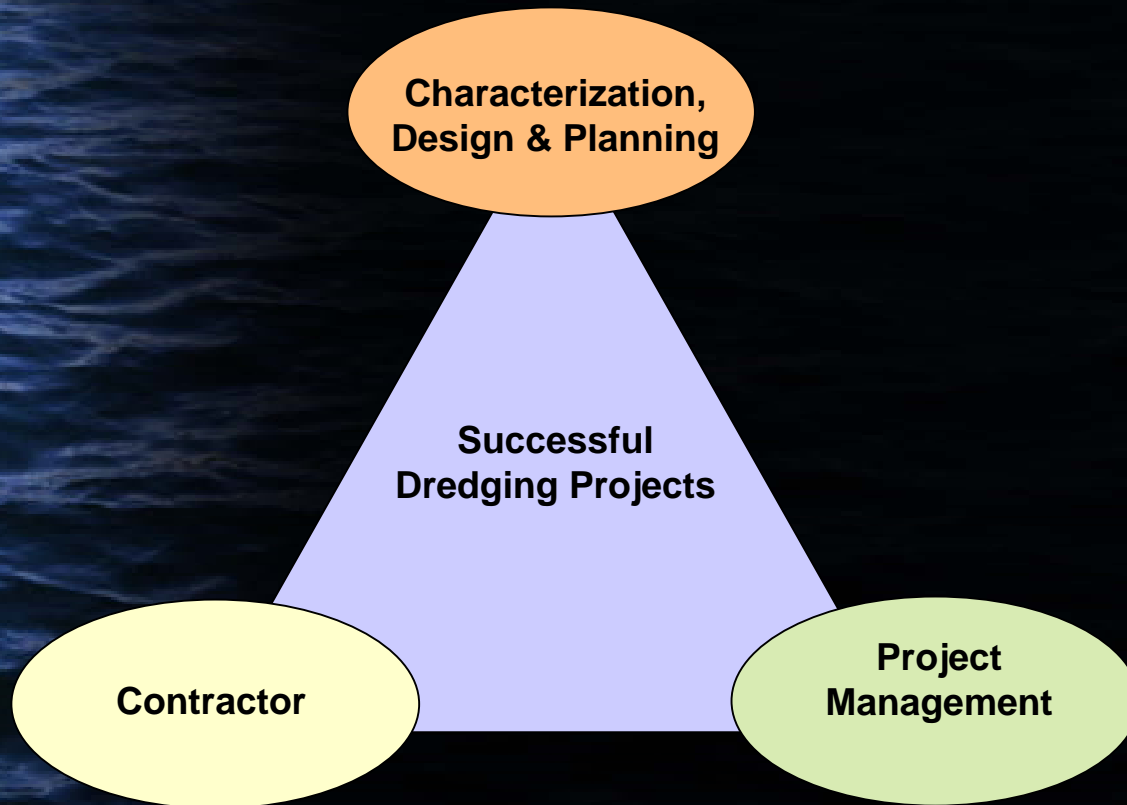 Characterization,
Design & Planning
Successful
Dredging Projects
Contractor
Project
Management